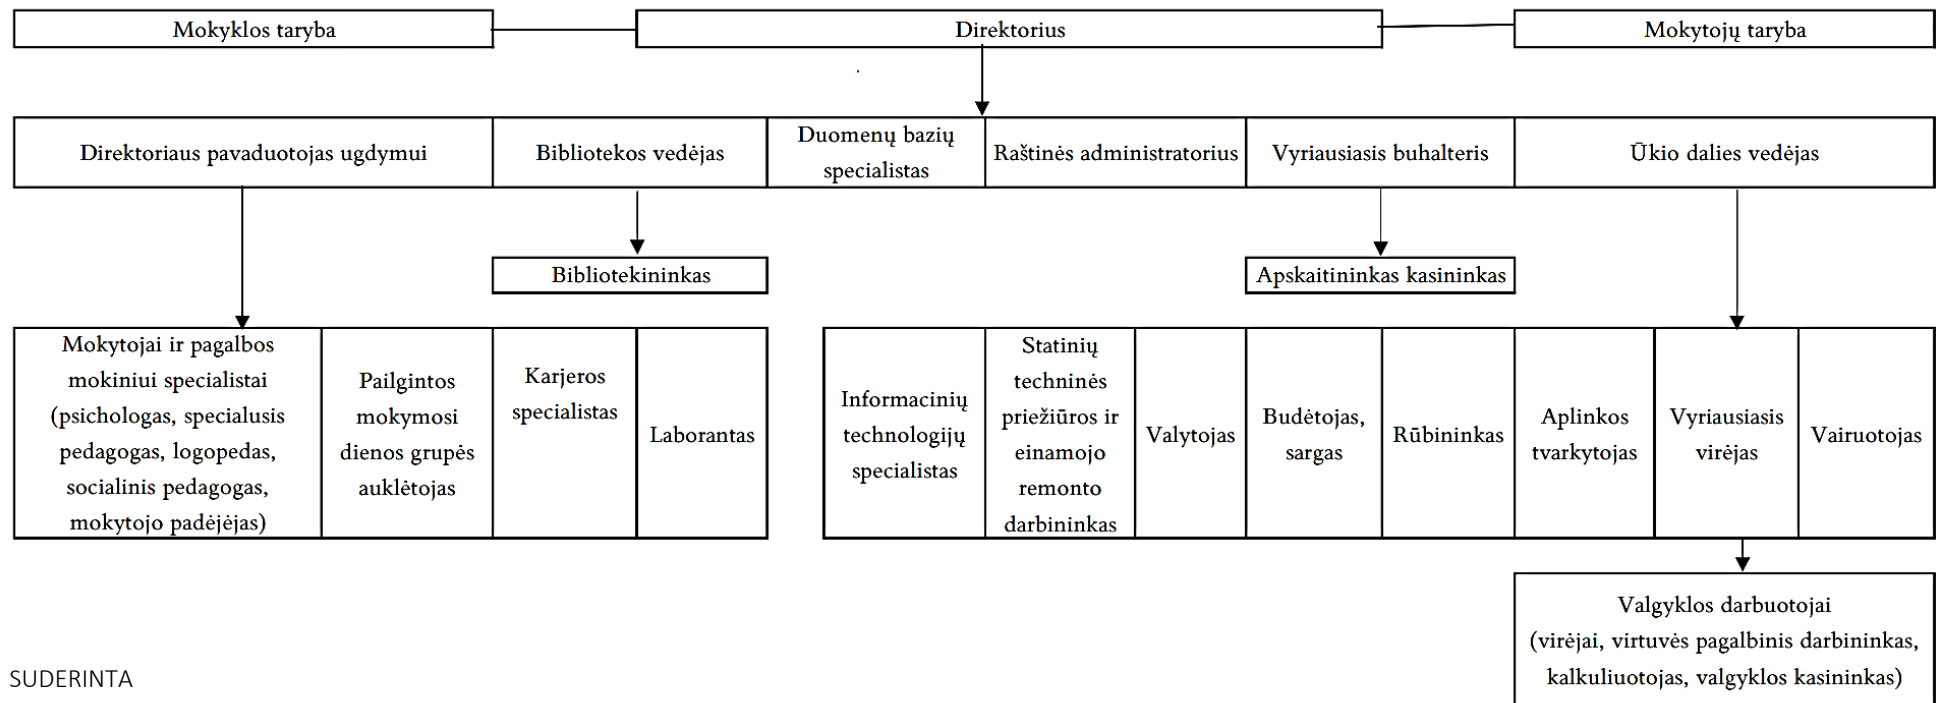 Mokyklos taryba
Direktorius
Mokytojų taryba
Direktoriaus pavaduotojas ugdymui
Bibliotekos vedėjas
Duomenų bazių
specialistas
Raštinės administratorius
Vyriausiasis buhalteris
Ūkio dalies vedėjas
Bibliotekininkas
Apskaitininkas kasininkas
Mokytojai ir pagalbos
mokiniui specialistai
(psichologas, specialusis
pedagogas, logopedas,
socialinis pedagogas,
mokytojo padėjėjas)
Pailgintos
mokymosi
dienos grupės
auklėtojas
Karjeros
specialistas
Laborantas
Informacinių
technologijų
specialistas
Statinių
techninės
priežiūros ir
einamojo
remonto
darbininkas
Valytojas
Budėtojas,
sargas
Rūbininkas
Aplinkos
tvarkytojas
Vyriausiasis
virėjas
Vairuotojas
Valgyklos darbuotojai
(virėjai, virtuvės pagalbinis darbininkas,
kalkuliuotojas, valgyklos kasininkas)
SUDERINTA